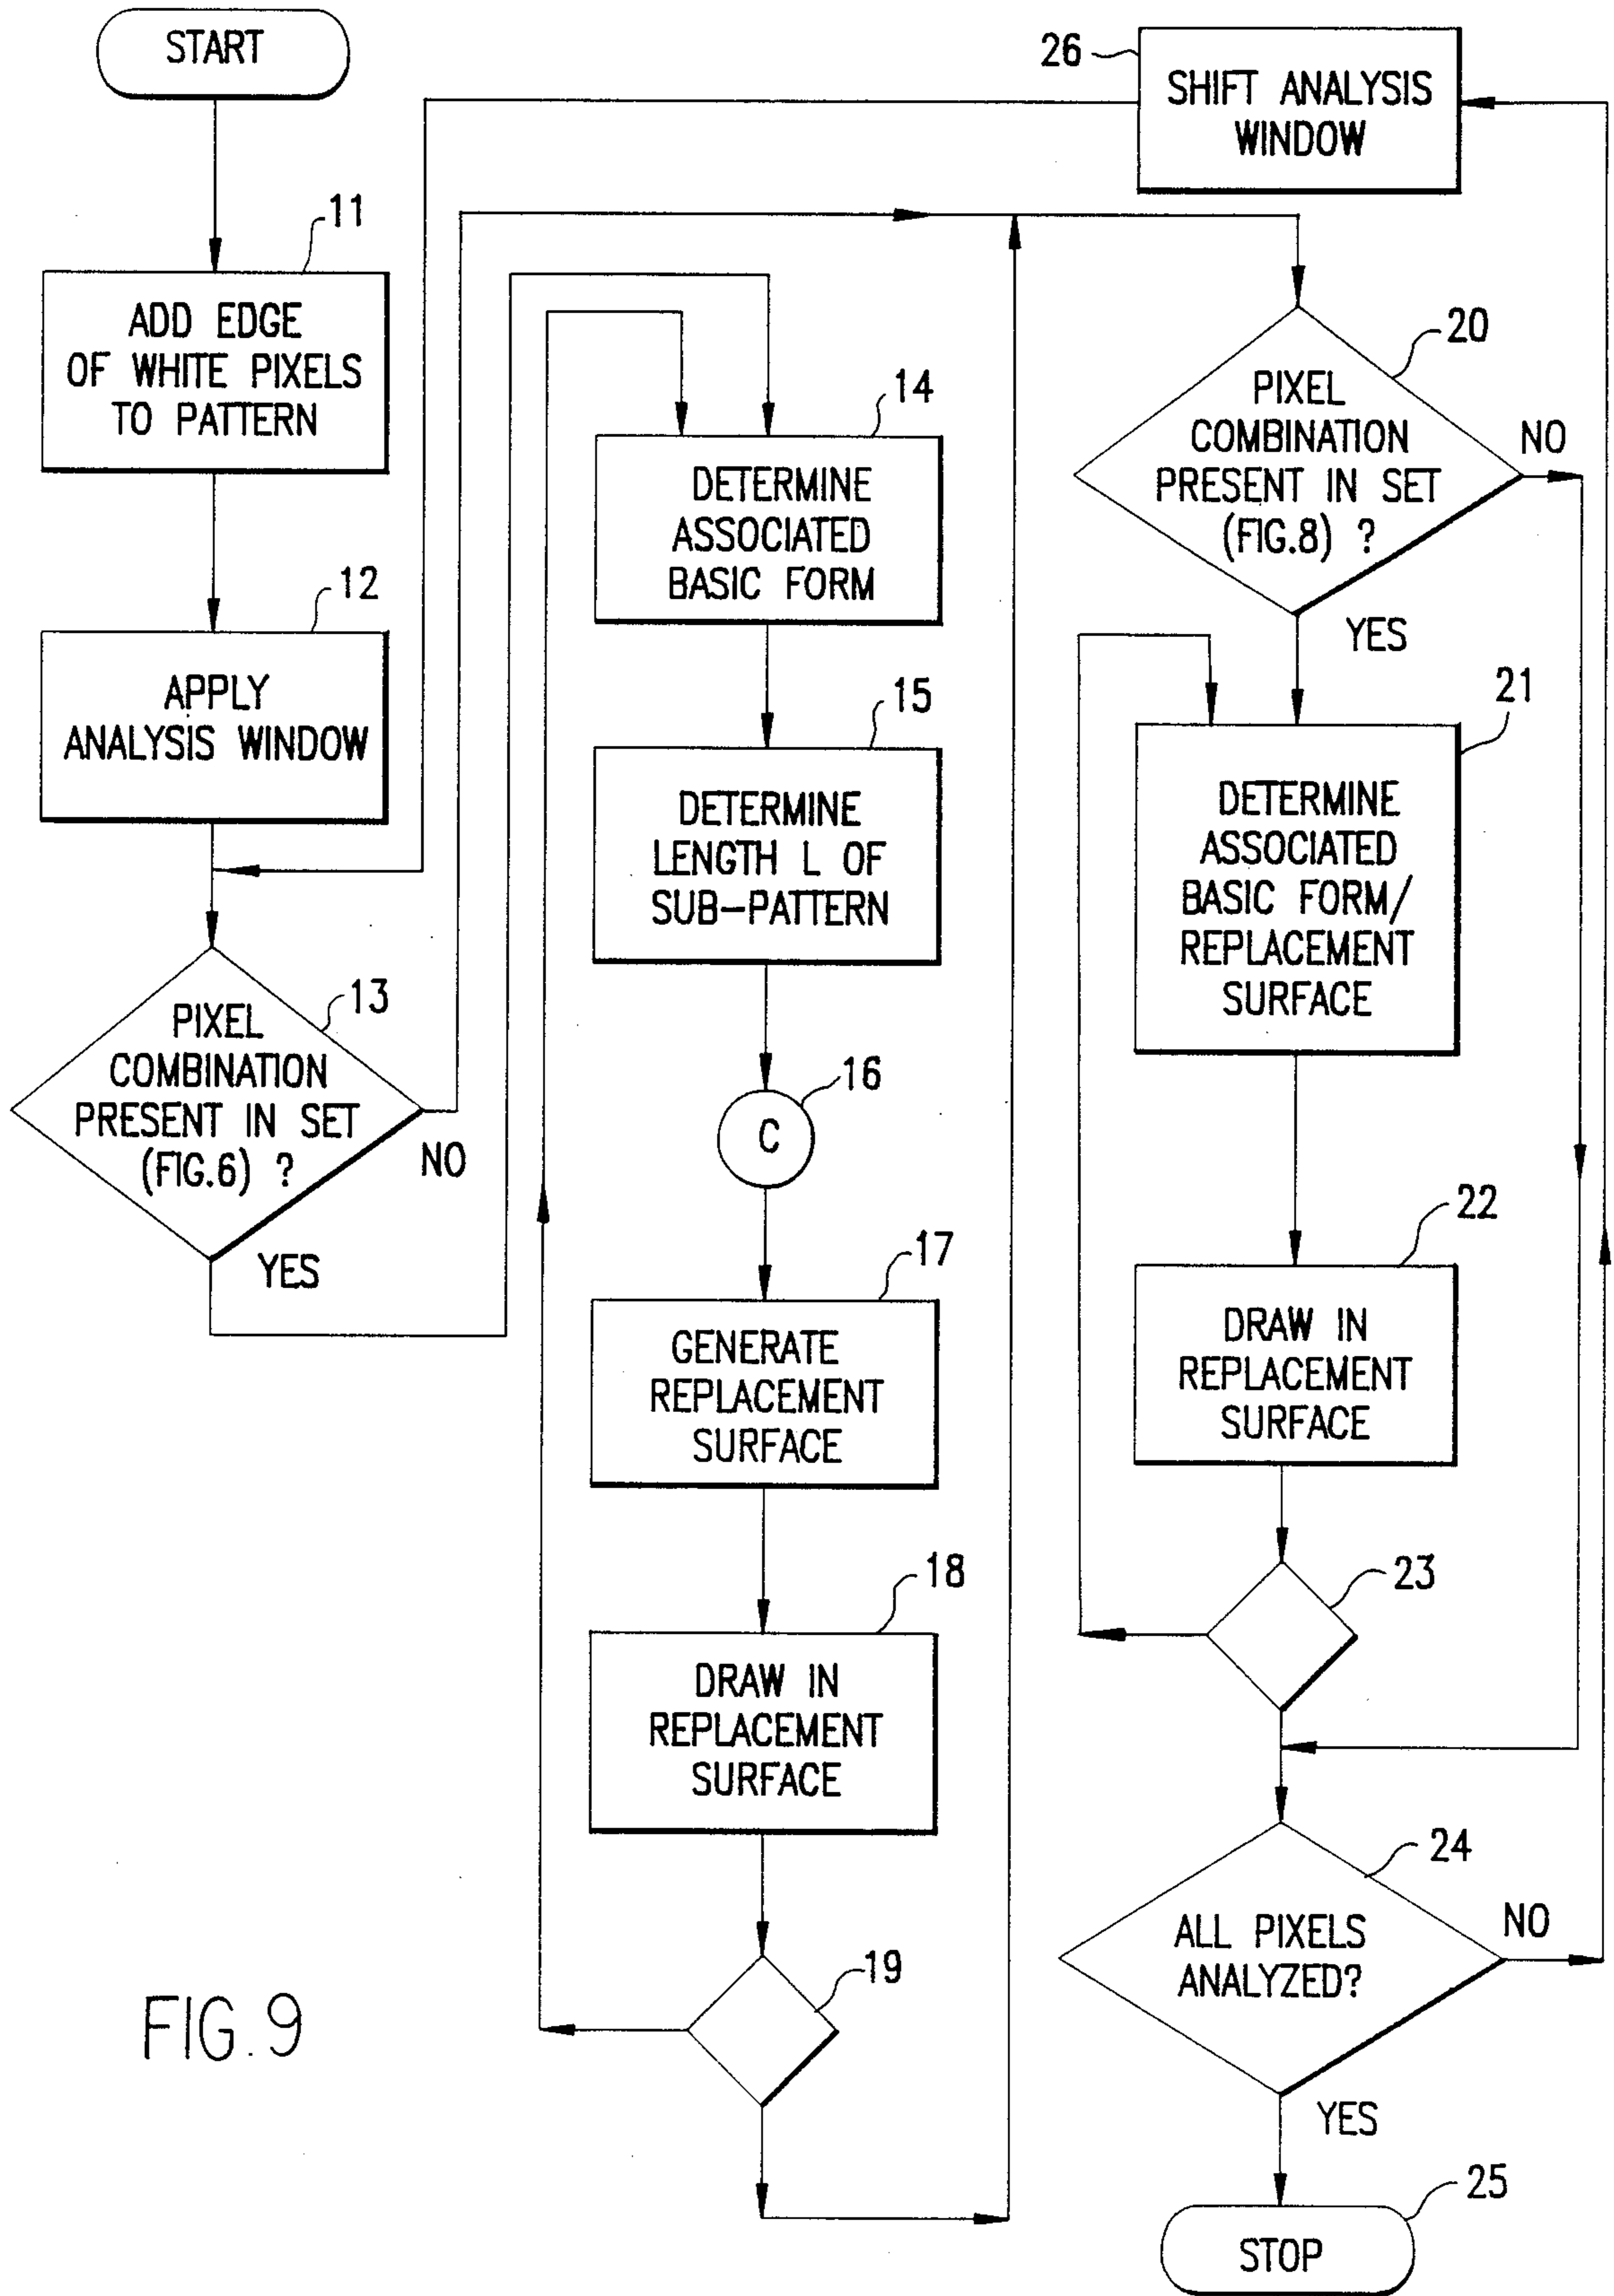 START
11
ADD EDGE
OF WHITE PIXELS
TO PATTERN
12
APPLY
ANALYSIS WINDOW
13
PIXEL
COMBINATION
PRESENT IN SET
(FIG.6) ?
NO
YES
14
DETERMINE
ASSOCIATED
BASIC FORM
15
DETERMINE
LENGTH L OF
SUB-PATTERN
16
C
17
GENERATE
REPLACEMENT
SURFACE
18
DRAW IN
REPLACEMENT
SURFACE
19
26
SHIFT ANALYSIS
WINDOW
20
PIXEL
COMBINATION
PRESENT IN SET
(FIG.8) ?
NO
YES
21
DETERMINE
ASSOCIATED
BASIC FORM/
REPLACEMENT
SURFACE
22
DRAW IN
REPLACEMENT
SURFACE
23
24
ALL PIXELS
ANALYZED?
NO
YES
25
STOP
FIG.9